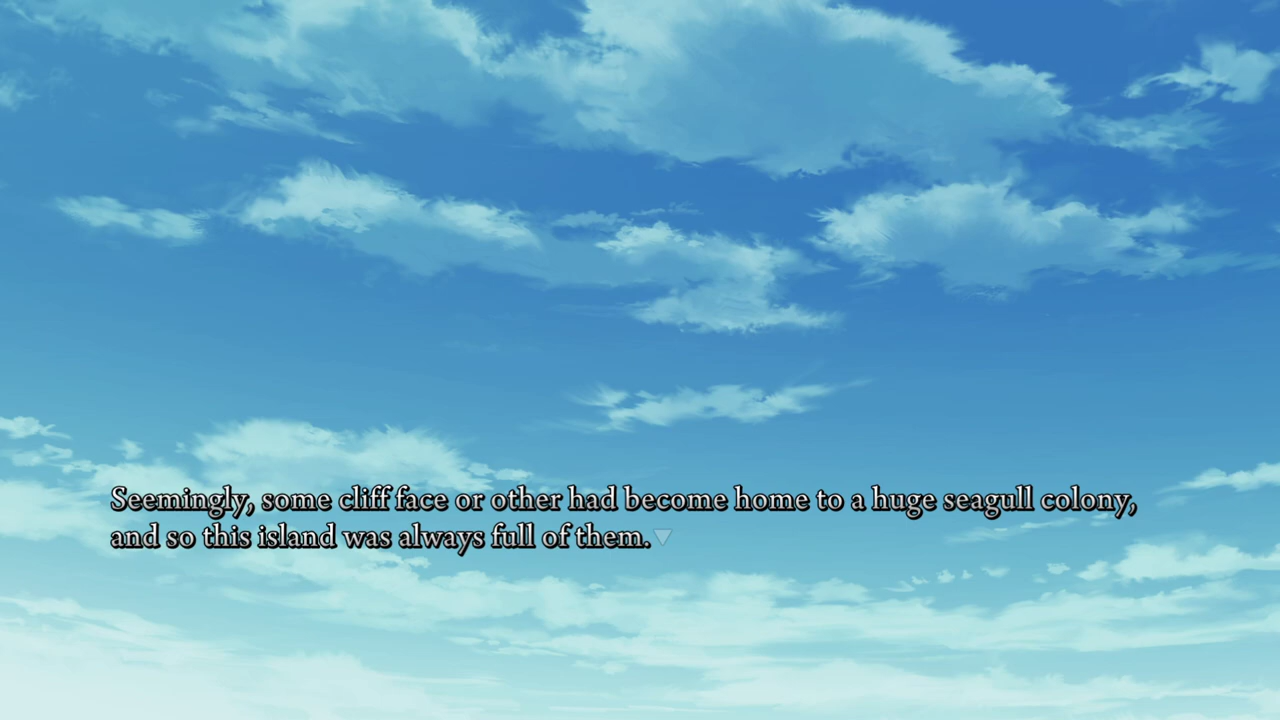 Seemingly, some cliff face or other had become home to a huge seagull colony,
and so this island was always full of them.